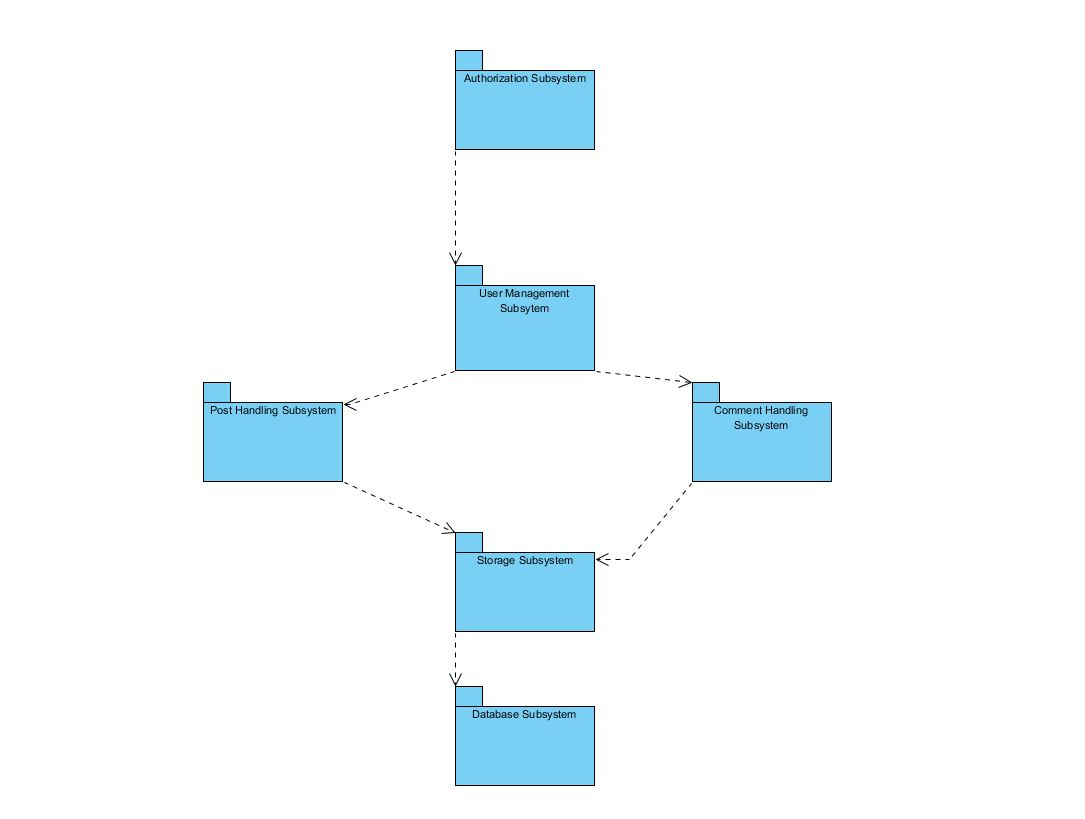 Authorization Subsystem
User Management
Subsytem
Post Handling Subsystem
Comment Handling
Subsystem
Storage Subsystem
Database Subsystem